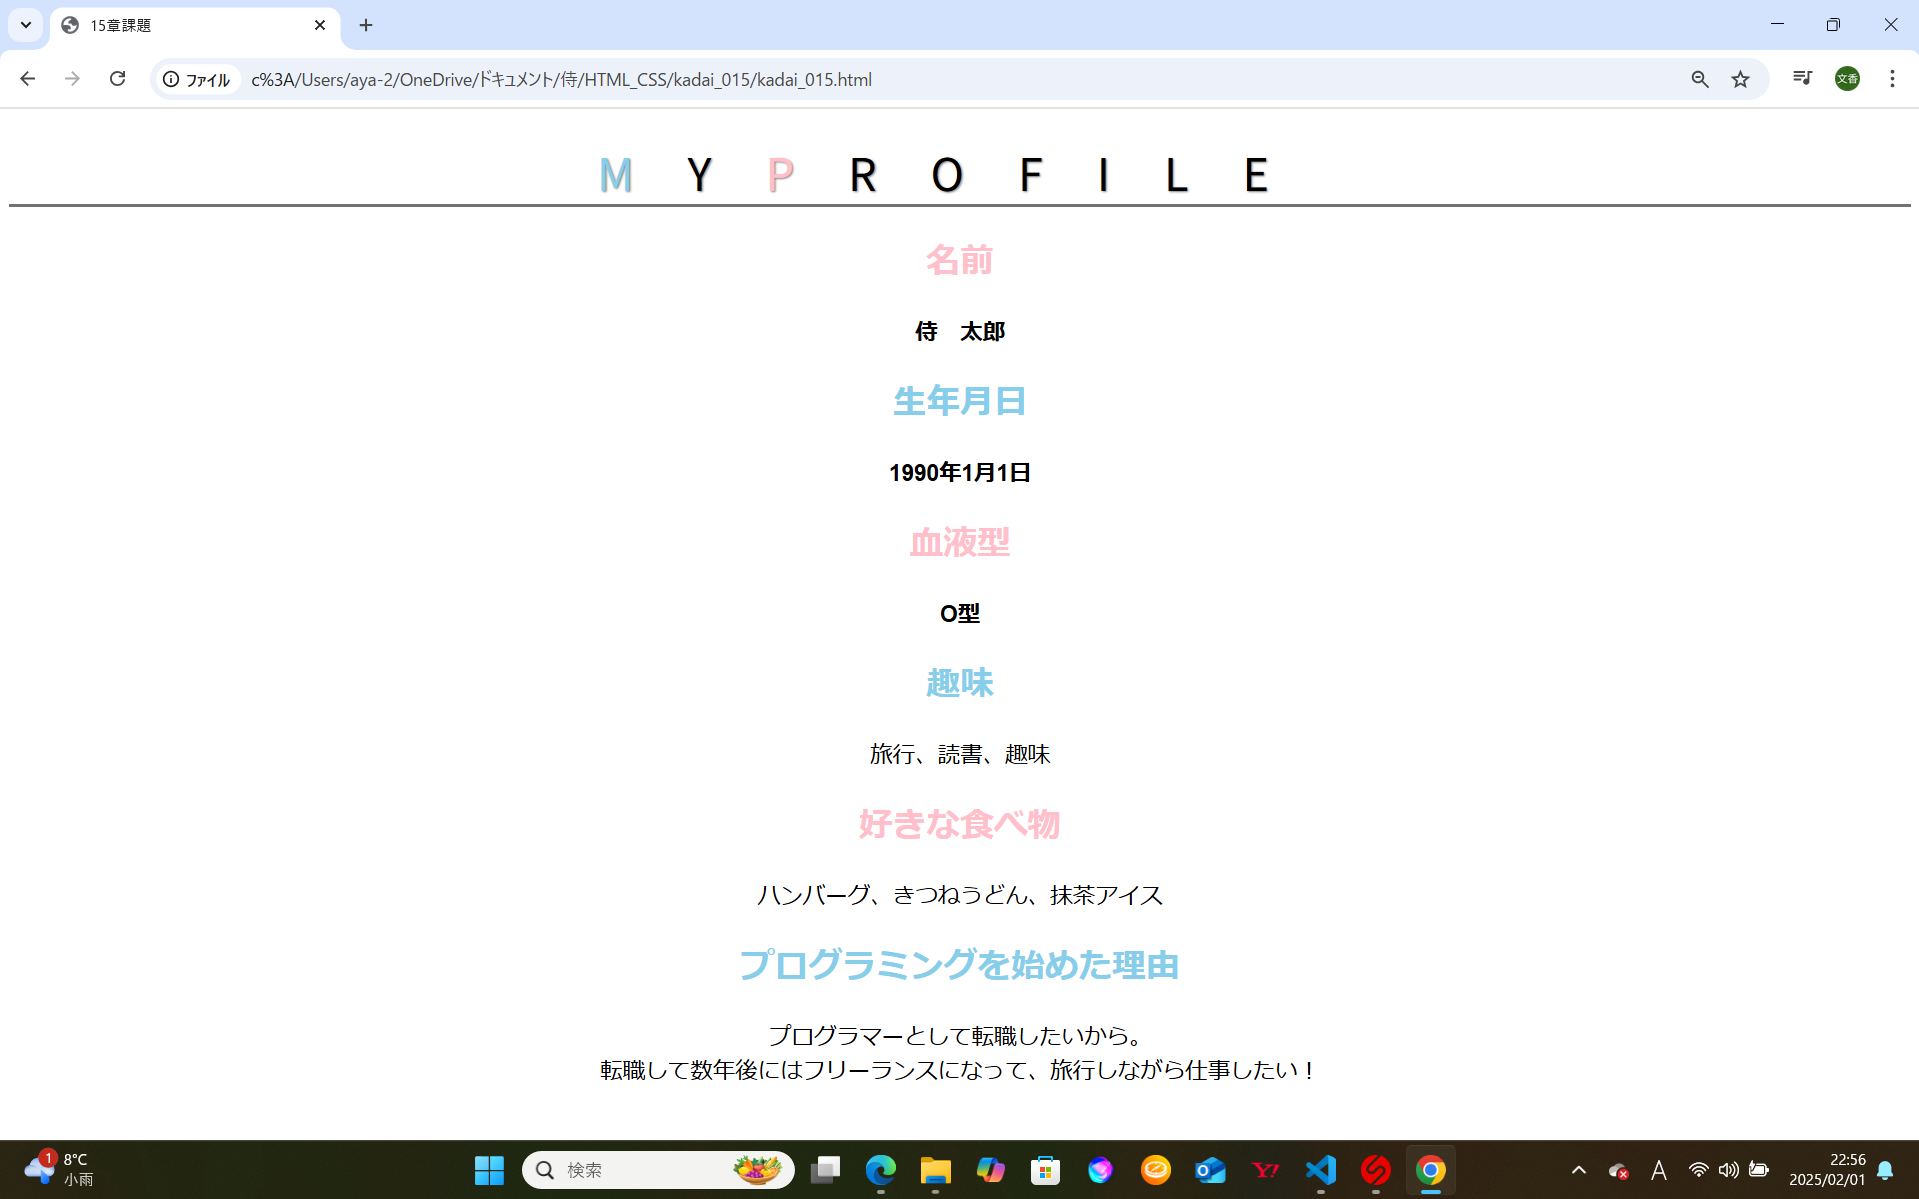 15章課題
ファイル c%3A/Users/aya-2/OneDrive/ドキュメント/侍/HTML_CSS/kadai_015/kadai_015.html
文香
M Y P R O F I L E
名前
侍　太郎
生年月日
1990年1月1日
血液型
O型
趣味
旅行、読書、趣味
好きな食べ物
ハンバーグ、きつねうどん、抹茶アイス
プログラミングを始めた理由
プログラマーとして転職したいから。
転職して数年後にはフリーランスになって、旅行しながら仕事したい！
1
8°C
小雨
検索
Y!
A
22:56
2025/02/01